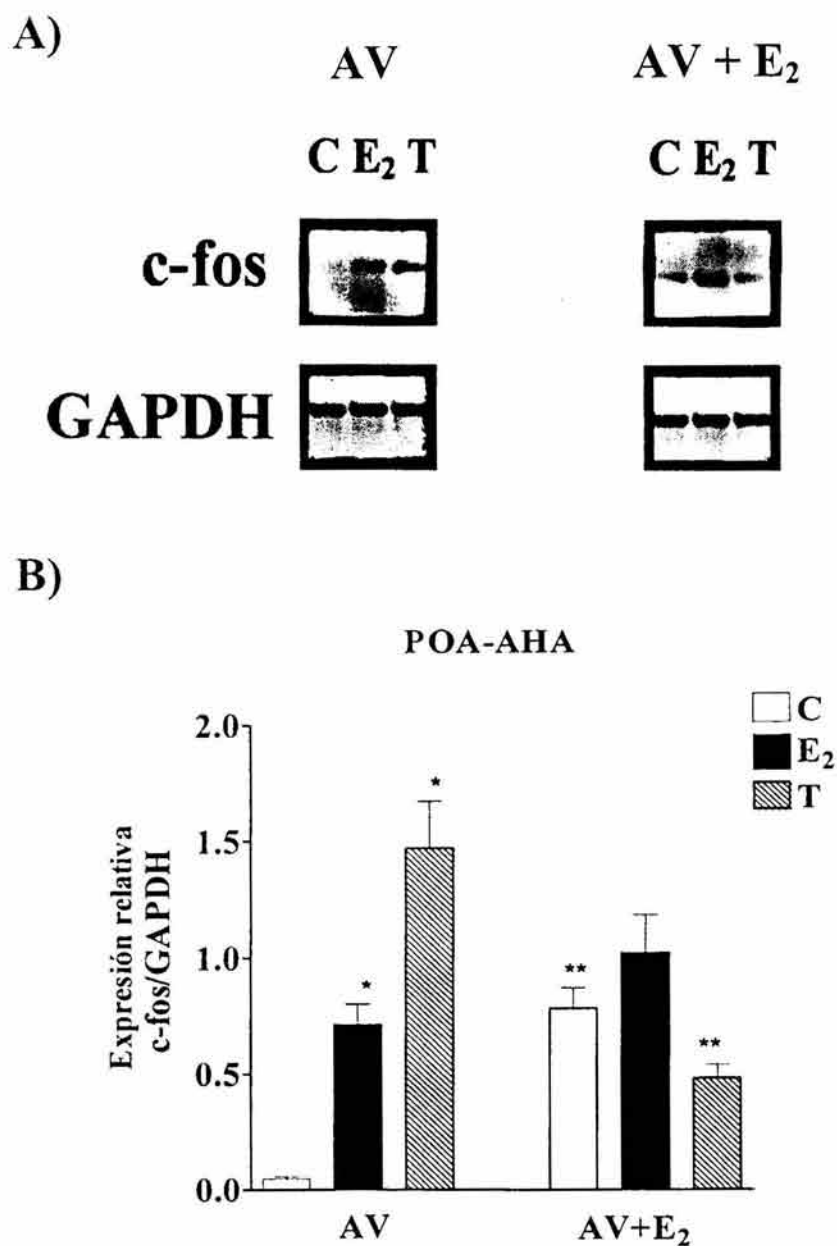 A)
AV AV + E₂
C E₂ T C E₂ T
c-fos
GAPDH
B)
POA-AHA
C
E₂
T
Expresión relativa
c-fos/GAPDH
2.0
1.5
1.0
0.5
0.0
*
*
**
**
AV AV+E₂